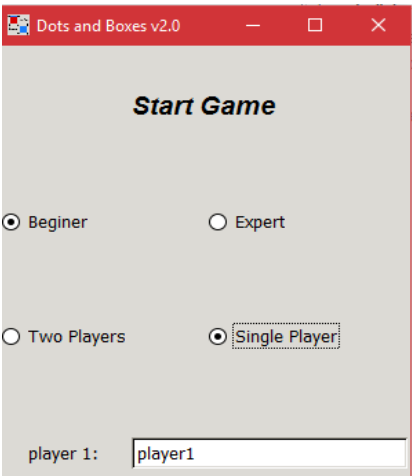 Dots and Boxes v2.0
Start Game
Beginer Expert
Two Players Single Player
player 1: player1